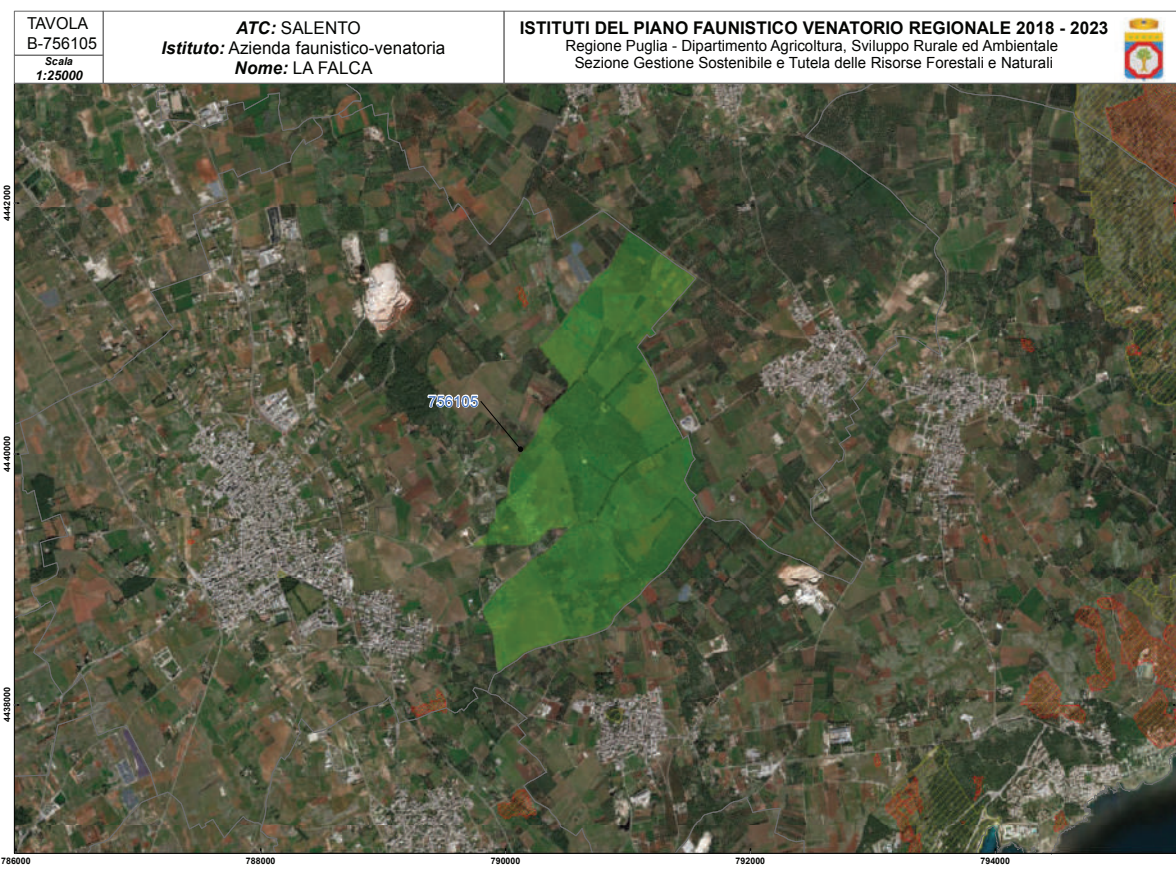 TAVOLA
B-756105
Scala
1:25000
ATC: SALENTO
Istituto: Azienda faunistico-venatoria
Nome: LA FALCA
ISTITUTI DEL PIANO FAUNISTICO VENATORIO REGIONALE 2018 - 2023
Regione Puglia - Dipartimento Agricoltura, Sviluppo Rurale ed Ambientale
Sezione Gestione Sostenibile e Tutela delle Risorse Forestali e Naturali
4442000
756105
4440000
4438000
786000
788000
790000
792000
794000